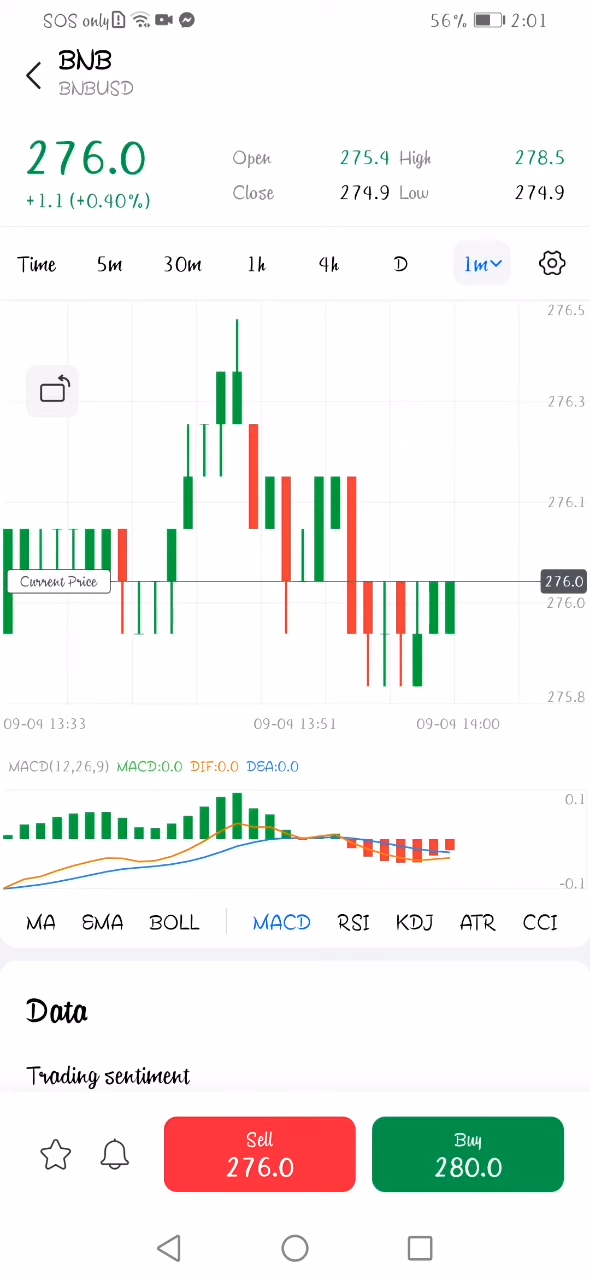 SOS only 56% 2:01
BNB
BNBUSD
276.0
+1.1 (+0.40%)
Open 275.4 High 278.5
Close 274.9 Low 274.9
Time 5m 30m 1h 4h D 1m
276.5
276.3
276.1
Current Price 276.0
276.0
275.8
09-04 13:33 09-04 13:51 09-04 14:00
MACD(12,26,9) MACD:0.0 DIF:0.0 DEA:0.0
0.1
-0.1
MA EMA BOLL MACD RSI KDJ ATR CCI
Data
Trading sentiment
Sell Buy
276.0 280.0